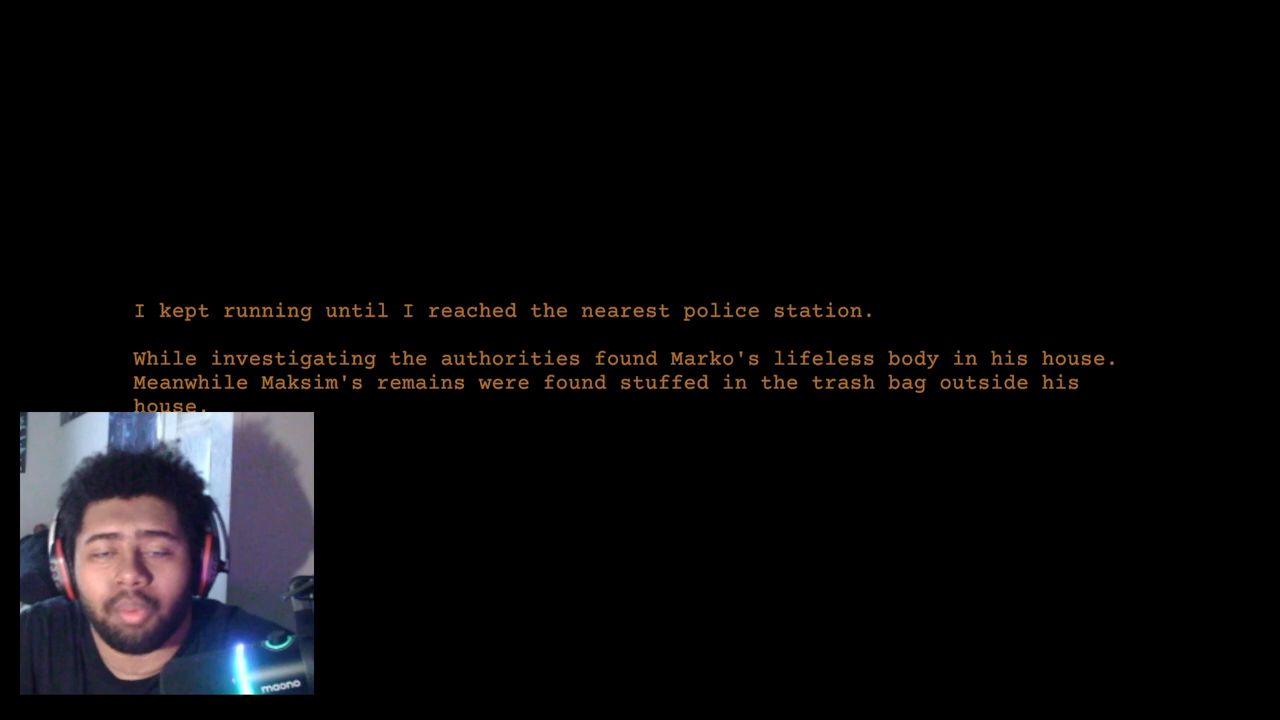 I kept running until I reached the nearest police station.
While investigating the authorities found Marko's lifeless body in his house.
Meanwhile Maksim's remains were found stuffed in the trash bag outside his
house.
maono